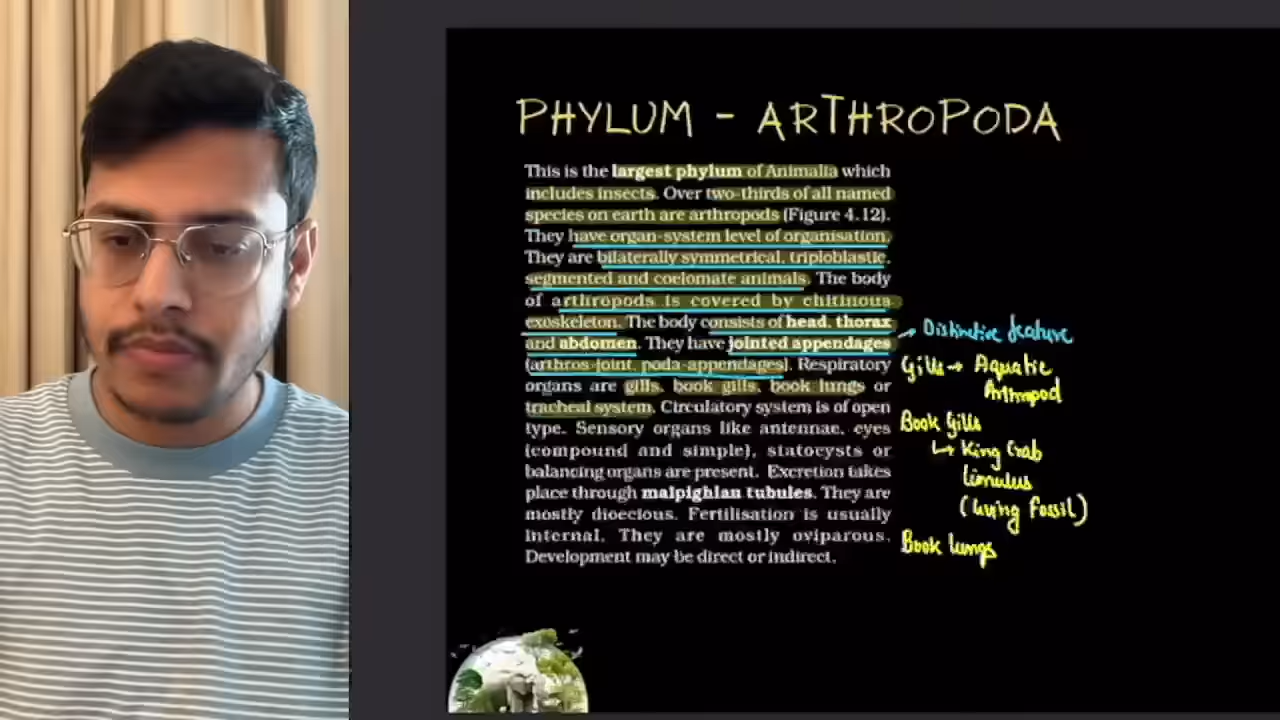 PHYLUM - ARTHROPODA
This is the largest phylum of Animalia which
includes insects. Over two-thirds of all named
species on earth are arthropods (Figure 4.12).
They have organ-system level of organisation.
They are bilaterally symmetrical, triploblastic,
segmented and coelomate animals. The body
of arthropods is covered by chitinous
exoskeleton. The body consists of head, thorax
and abdomen. They have jointed appendages
(arthros-joint, poda-appendages). Respiratory
organs are gills, book gills, book lungs or
tracheal system. Circulatory system is of open
type. Sensory organs like antennae, eyes
(compound and simple), statocysts or
balancing organs are present. Excretion takes
place through malpighian tubules. They are
mostly dioecious. Fertilisation is usually
internal. They are mostly oviparous.
Development may be direct or indirect.
→ Distinctive feature
Gills → Aquatic
Arthropod
Book Gills
↳ King Crab
Limulus
(Living Fossil)
Book lungs